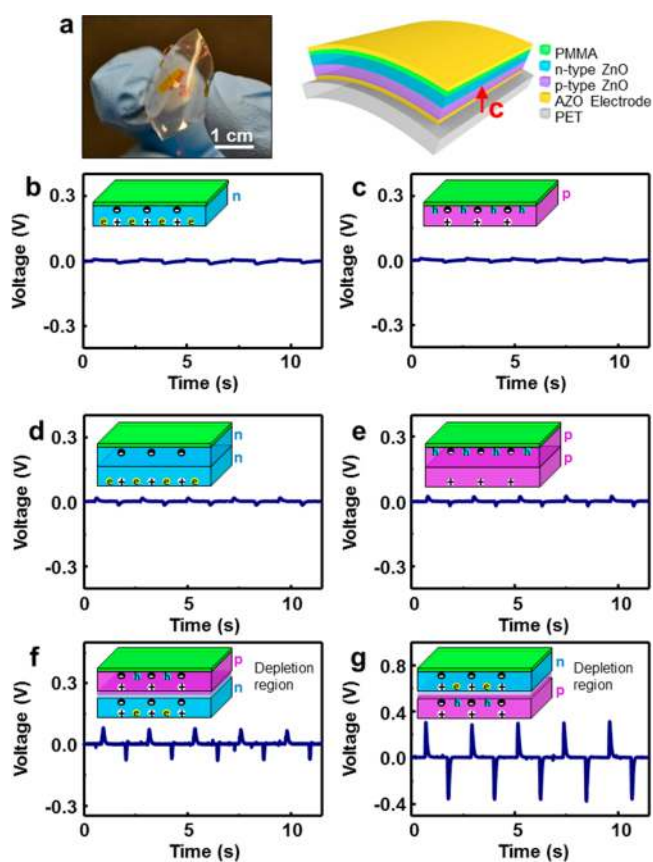 a
1 cm
c
PMMA
n-type ZnO
p-type ZnO
AZO Electrode
PET
b
Voltage (V)
0.3
0.0
-0.3
0 5 10
Time (s)
n
e + e + e + e
c
Voltage (V)
0.3
0.0
-0.3
0 5 10
Time (s)
p
h h h h
+ + +
d
Voltage (V)
0.3
0.0
-0.3
0 5 10
Time (s)
n
n
e + e + e + e
e
Voltage (V)
0.3
0.0
-0.3
0 5 10
Time (s)
p
p
h h h h
+ + +
f
Voltage (V)
0.3
0.0
-0.3
0 5 10
Time (s)
p
n
Depletion
region
h h
+ + +
e e
+ + +
g
Voltage (V)
0.8
0.4
0.0
-0.4
0 5 10
Time (s)
n
p
Depletion
region
e e
+ + +
h h
+ + +